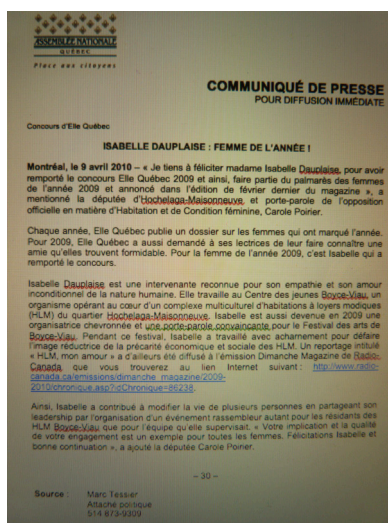 ASSEMBLÉE NATIONALE
QUÉBEC
Place aux citoyens
COMMUNIQUÉ DE PRESSE
POUR DIFFUSION IMMÉDIATE
Concours d'Elle Québec
ISABELLE DAUPLAISE : FEMME DE L'ANNÉE !
Montréal, le 9 avril 2010 – « Je tiens à féliciter madame Isabelle Dauplaise, pour avoir
remporté le concours Elle Québec 2009 et ainsi, faire partie du palmarès des femmes
de l'année 2009 et annoncé dans l'édition de février dernier du magazine », a
mentionné la députée d'Hochelaga-Maisonneuve et porte-parole de l'opposition
officielle en matière d'Habitation et de Condition féminine, Carole Poirier.
Chaque année, Elle Québec publie un dossier sur les femmes qui ont marqué l'année.
Pour 2009, Elle Québec a aussi demandé à ses lectrices de leur faire connaître une
amie qu'elles trouvent formidable. Pour la femme de l'année 2009, c'est Isabelle qui a
remporté le concours.
Isabelle Dauplaise est une intervenante reconnue pour son empathie et son amour
inconditionnel de la nature humaine. Elle travaille au Centre des jeunes Boyce-Viau, un
organisme opérant au cœur d'un complexe multiculturel d'habitations à loyers modiques
(HLM) du quartier Hochelaga-Maisonneuve. Isabelle est aussi devenue en 2009 une
organisatrice chevronnée et une porte-parole convaincante pour le Festival des arts de
Boyce-Viau. Pendant ce festival, Isabelle a travaillé avec acharnement pour défaire
l'image réductrice de la précarité économique et sociale des HLM. Un reportage intitulé
« HLM, mon amour » a d'ailleurs été diffusé à l'émission Dimanche Magazine de Radio-
Canada que vous trouverez au lien Internet suivant : http://www.radio-
canada.ca/emissions/dimanche_magazine/2009-
2010/chronique.asp?idChronique=86238.
Ainsi, Isabelle a contribué à modifier la vie de plusieurs personnes en partageant son
leadership par l'organisation d'un événement rassembleur autant pour les résidants des
HLM Boyce-Viau que pour l'équipe qu'elle supervisait. « Votre implication et la qualité
de votre engagement est un exemple pour toutes les femmes. Félicitations Isabelle et
bonne continuation », a ajouté la députée Carole Poirier.
– 30 –
Source : Marc Tessier
Attaché politique
514 873-9309